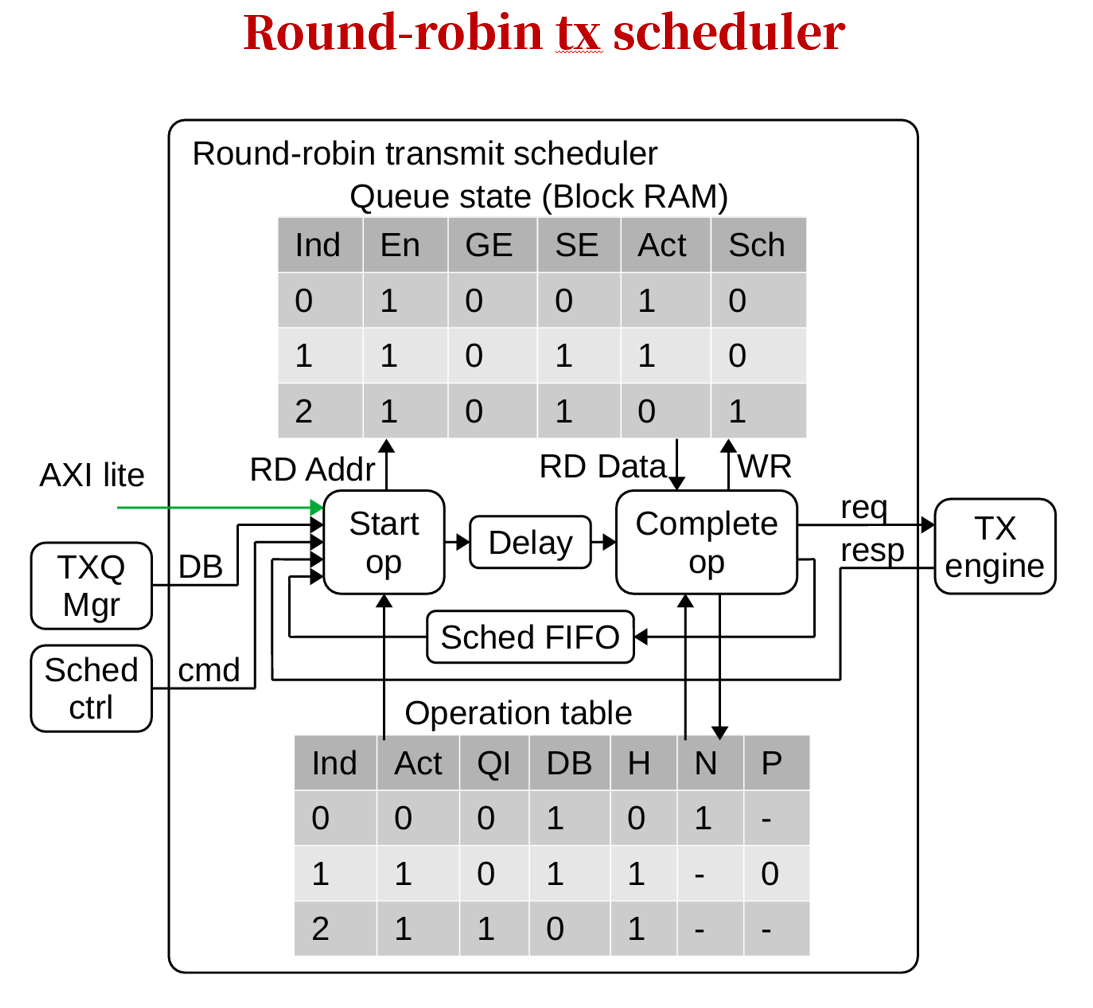 Round-robin tx scheduler
Round-robin transmit scheduler
Queue state (Block RAM)
Ind En GE SE Act Sch
0 1 0 0 1 0
1 1 0 1 1 0
2 1 0 1 0 1
AXI lite
RD Addr
RD Data
WR
Start
op
Delay
Complete
op
req
resp
TX
engine
TXQ
Mgr
DB
Sched FIFO
Sched
ctrl
cmd
Operation table
Ind Act QI DB H N P
0 0 0 1 0 1 -
1 1 0 1 1 - 0
2 1 1 0 1 - -